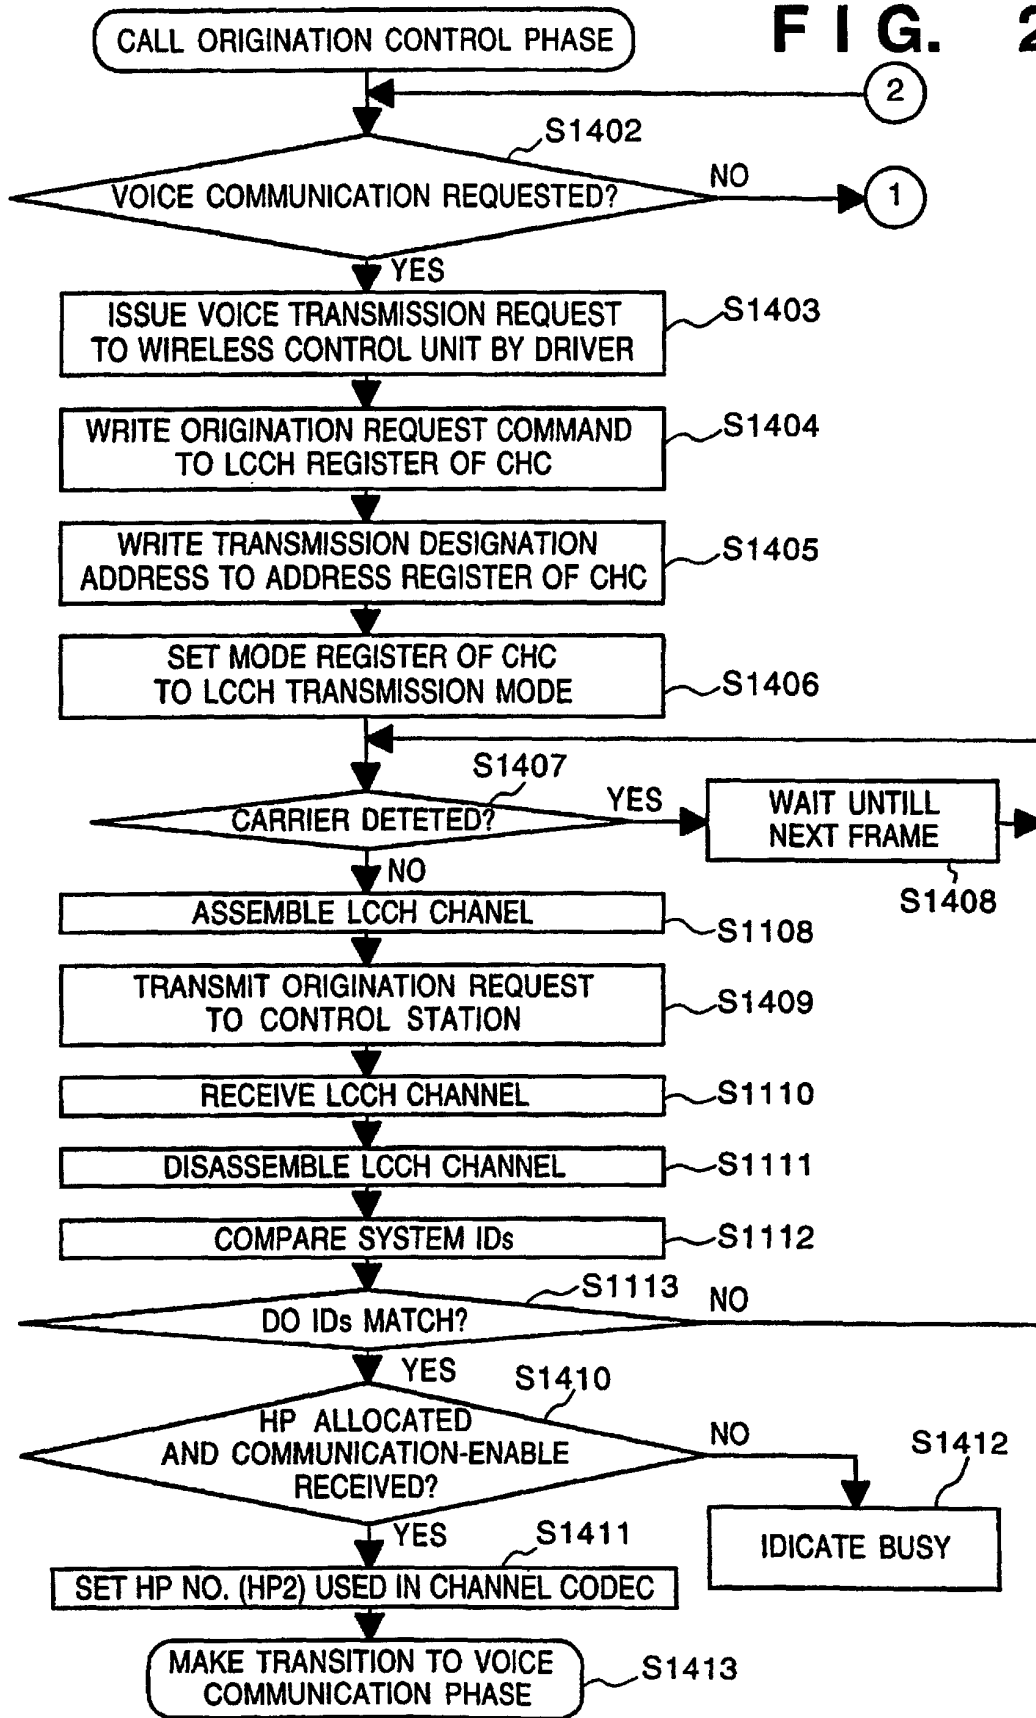 CALL ORIGINATION CONTROL PHASE
FIG. 2
2
S1402
VOICE COMMUNICATION REQUESTED?
NO
1
YES
ISSUE VOICE TRANSMISSION REQUEST
TO WIRELESS CONTROL UNIT BY DRIVER
S1403
WRITE ORIGINATION REQUEST COMMAND
TO LCCH REGISTER OF CHC
S1404
WRITE TRANSMISSION DESIGNATION
ADDRESS TO ADDRESS REGISTER OF CHC
S1405
SET MODE REGISTER OF CHC
TO LCCH TRANSMISSION MODE
S1406
S1407
CARRIER DETETED?
YES
WAIT UNTILL
NEXT FRAME
S1408
NO
ASSEMBLE LCCH CHANEL
S1108
TRANSMIT ORIGINATION REQUEST
TO CONTROL STATION
S1409
RECEIVE LCCH CHANNEL
S1110
DISASSEMBLE LCCH CHANNEL
S1111
COMPARE SYSTEM IDs
S1112
S1113
DO IDs MATCH?
NO
YES
S1410
HP ALLOCATED
AND COMMUNICATION-ENABLE
RECEIVED?
NO
S1412
IDICATE BUSY
YES
S1411
SET HP NO. (HP2) USED IN CHANNEL CODEC
MAKE TRANSITION TO VOICE
COMMUNICATION PHASE
S1413